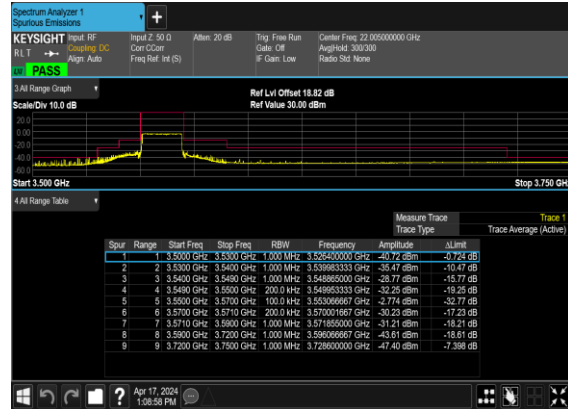 Spectrum Analyzer 1
Spurious Emissions
+
KEYSIGHT Input: RF Input Z: 50 Ω Atten: 20 dB Trig: Free Run Center Freq: 22.005000000 GHz
RLT Coupling: DC Corr CCorr Gate: Off Avg|Hold: 300/300
Align: Auto Freq Ref: Int (S) IF Gain: Low Radio Std: None
PASS
3 All Range Graph
Ref Lvl Offset 18.82 dB
Scale/Div 10.0 dB Ref Value 30.00 dBm
20.0
0.00
-20.0
-40.0
-60.0
Start 3.500 GHz Stop 3.750 GHz
4 All Range Table
Measure Trace Trace 1
Trace Type Trace Average (Active)
Spur Range Start Freq Stop Freq RBW Frequency Amplitude ΔLimit
1 1 3.5000 GHz 3.5300 GHz 1.000 MHz 3.526400000 GHz -40.72 dBm -0.724 dB
2 2 3.5300 GHz 3.5400 GHz 1.000 MHz 3.539983333 GHz -35.47 dBm -10.47 dB
3 3 3.5400 GHz 3.5490 GHz 1.000 MHz 3.548865000 GHz -28.77 dBm -15.77 dB
4 4 3.5490 GHz 3.5500 GHz 200.0 kHz 3.549953333 GHz -32.25 dBm -19.25 dB
5 5 3.5500 GHz 3.5700 GHz 100.0 kHz 3.553066667 GHz -2.774 dBm -32.77 dB
6 6 3.5700 GHz 3.5710 GHz 200.0 kHz 3.570001667 GHz -30.23 dBm -17.23 dB
7 7 3.5710 GHz 3.5900 GHz 1.000 MHz 3.571855000 GHz -31.21 dBm -18.21 dB
8 8 3.5900 GHz 3.7200 GHz 1.000 MHz 3.596066667 GHz -43.61 dBm -18.61 dB
9 9 3.7200 GHz 3.7500 GHz 1.000 MHz 3.728600000 GHz -47.40 dBm -7.398 dB
? Apr 17, 2024
1:08:58 PM